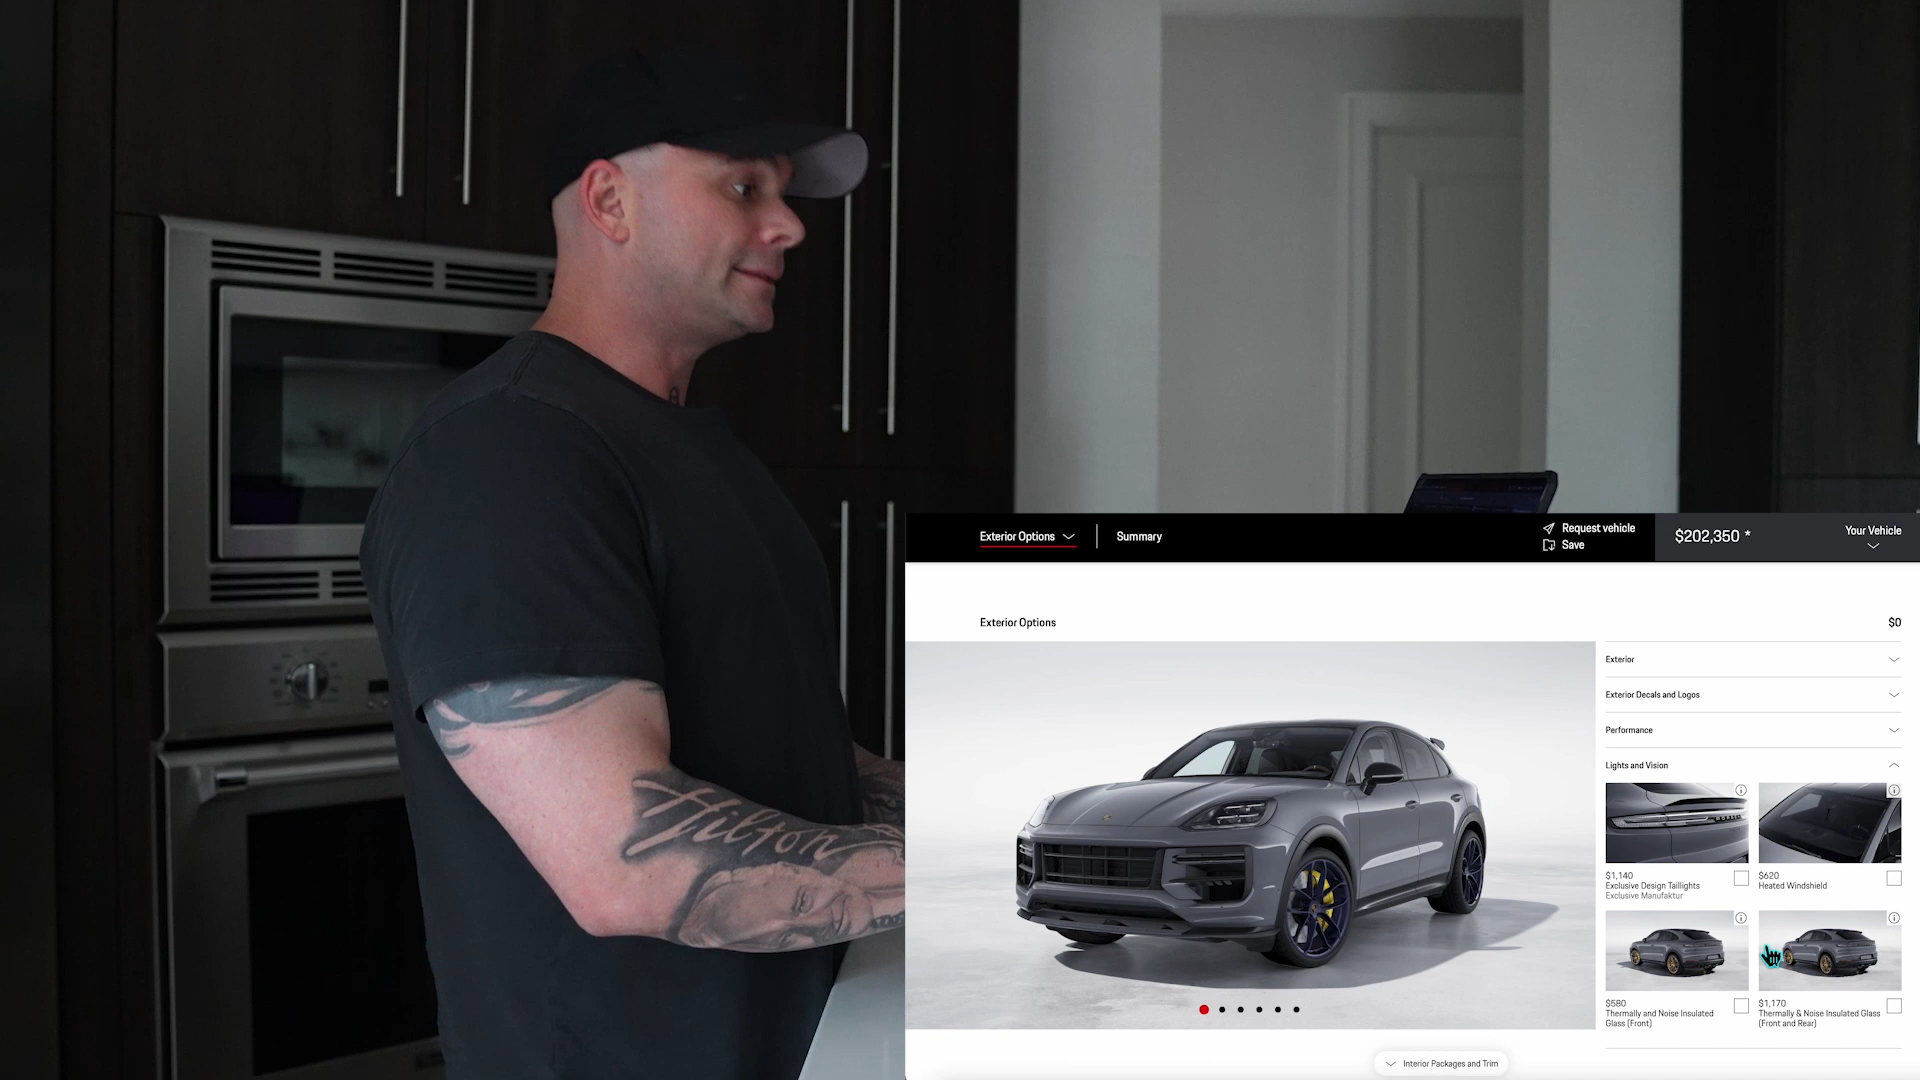 Exterior Options
Summary
Request vehicle
Save
$202,350 *
Your Vehicle
Exterior Options
$0
Exterior
Exterior Decals and Logos
Performance
Lights and Vision
$1,140
Exclusive Design Taillights
Exclusive Manufaktur
$620
Heated Windshield
$580
Thermally and Noise Insulated
Glass (Front)
$1,170
Thermally & Noise Insulated Glass
(Front and Rear)
Interior Packages and Trim
Hilton